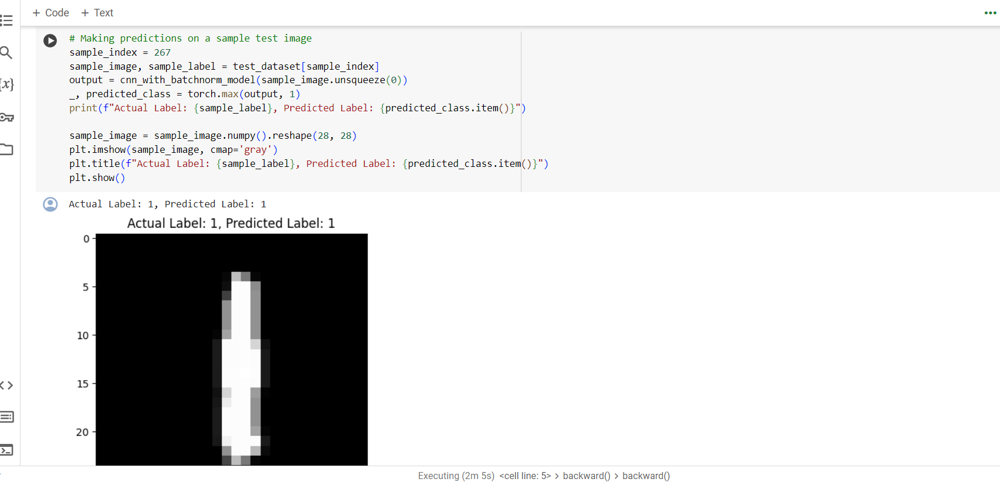 + Code + Text
# Making predictions on a sample test image
sample_index = 267
sample_image, sample_label = test_dataset[sample_index]
output = cnn_with_batchnorm_model(sample_image.unsqueeze(0))
_, predicted_class = torch.max(output, 1)
print(f"Actual Label: {sample_label}, Predicted Label: {predicted_class.item()}")
sample_image = sample_image.numpy().reshape(28, 28)
plt.imshow(sample_image, cmap='gray')
plt.title(f"Actual Label: {sample_label}, Predicted Label: {predicted_class.item()}")
plt.show()
Actual Label: 1, Predicted Label: 1
Actual Label: 1, Predicted Label: 1
0
5
10
15
20
{x}
Executing (2m 5s) <cell line: 5> > backward() > backward()